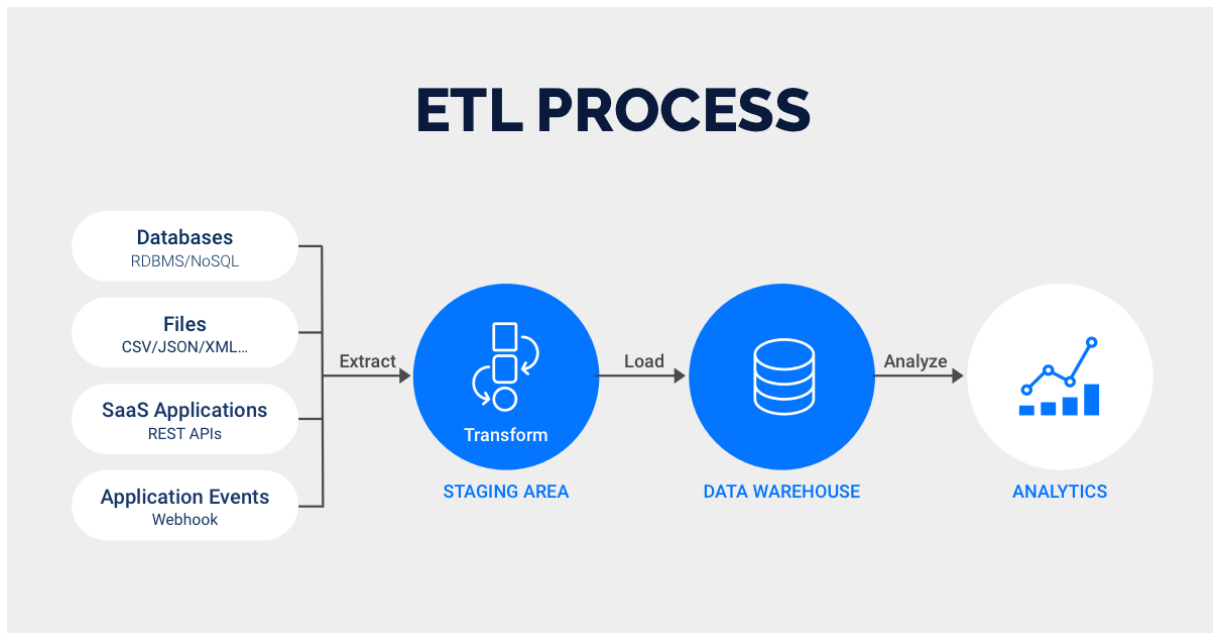 ETL PROCESS
Databases
RDBMS/NoSQL
Files
CSV/JSON/XML...
SaaS Applications
REST APIs
Application Events
Webhook
Extract
Transform
STAGING AREA
Load
DATA WAREHOUSE
Analyze
ANALYTICS